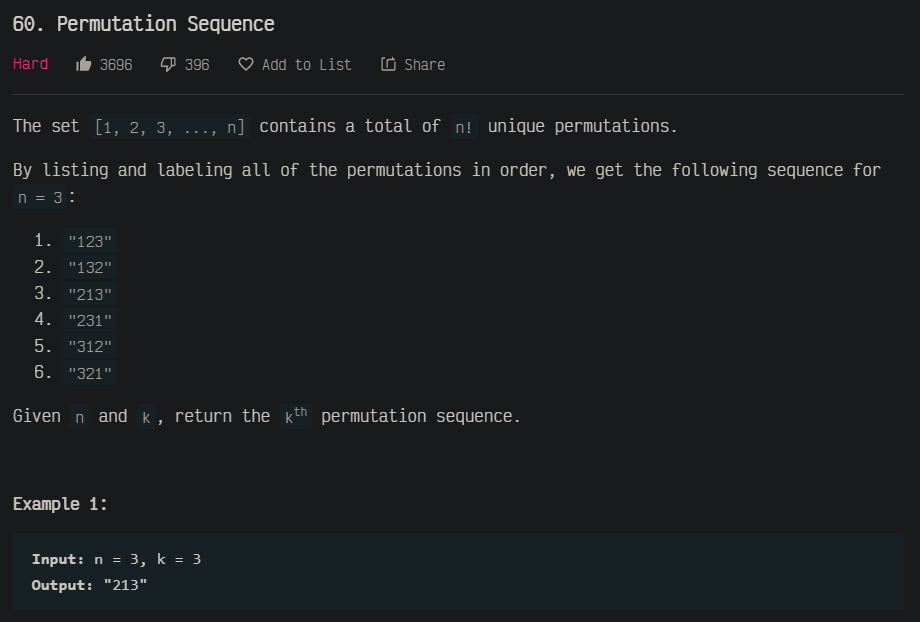 60. Permutation Sequence
Hard 3696 396 Add to List Share
The set [1, 2, 3, ..., n] contains a total of n! unique permutations.
By listing and labeling all of the permutations in order, we get the following sequence for
n = 3:
1. "123"
2. "132"
3. "213"
4. "231"
5. "312"
6. "321"
Given n and k, return the kth permutation sequence.
Example 1:
Input: n = 3, k = 3
Output: "213"